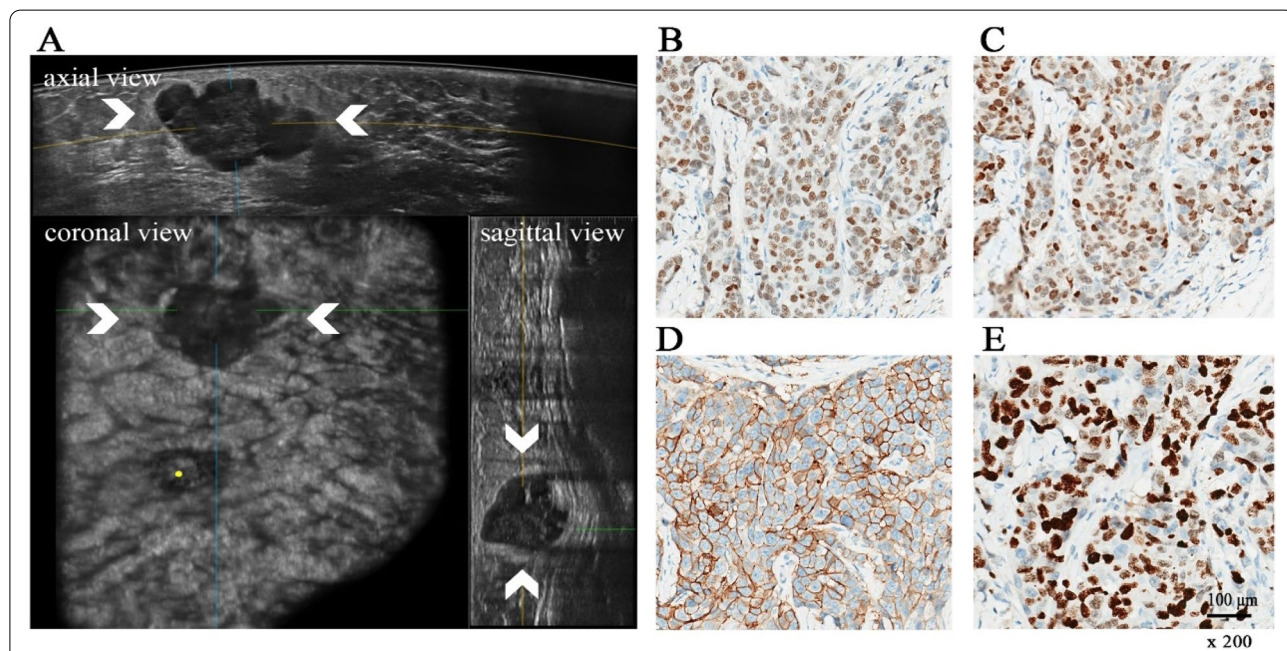 A
B
C
axial view
coronal view
sagittal view
D
E
100 μm
x 200